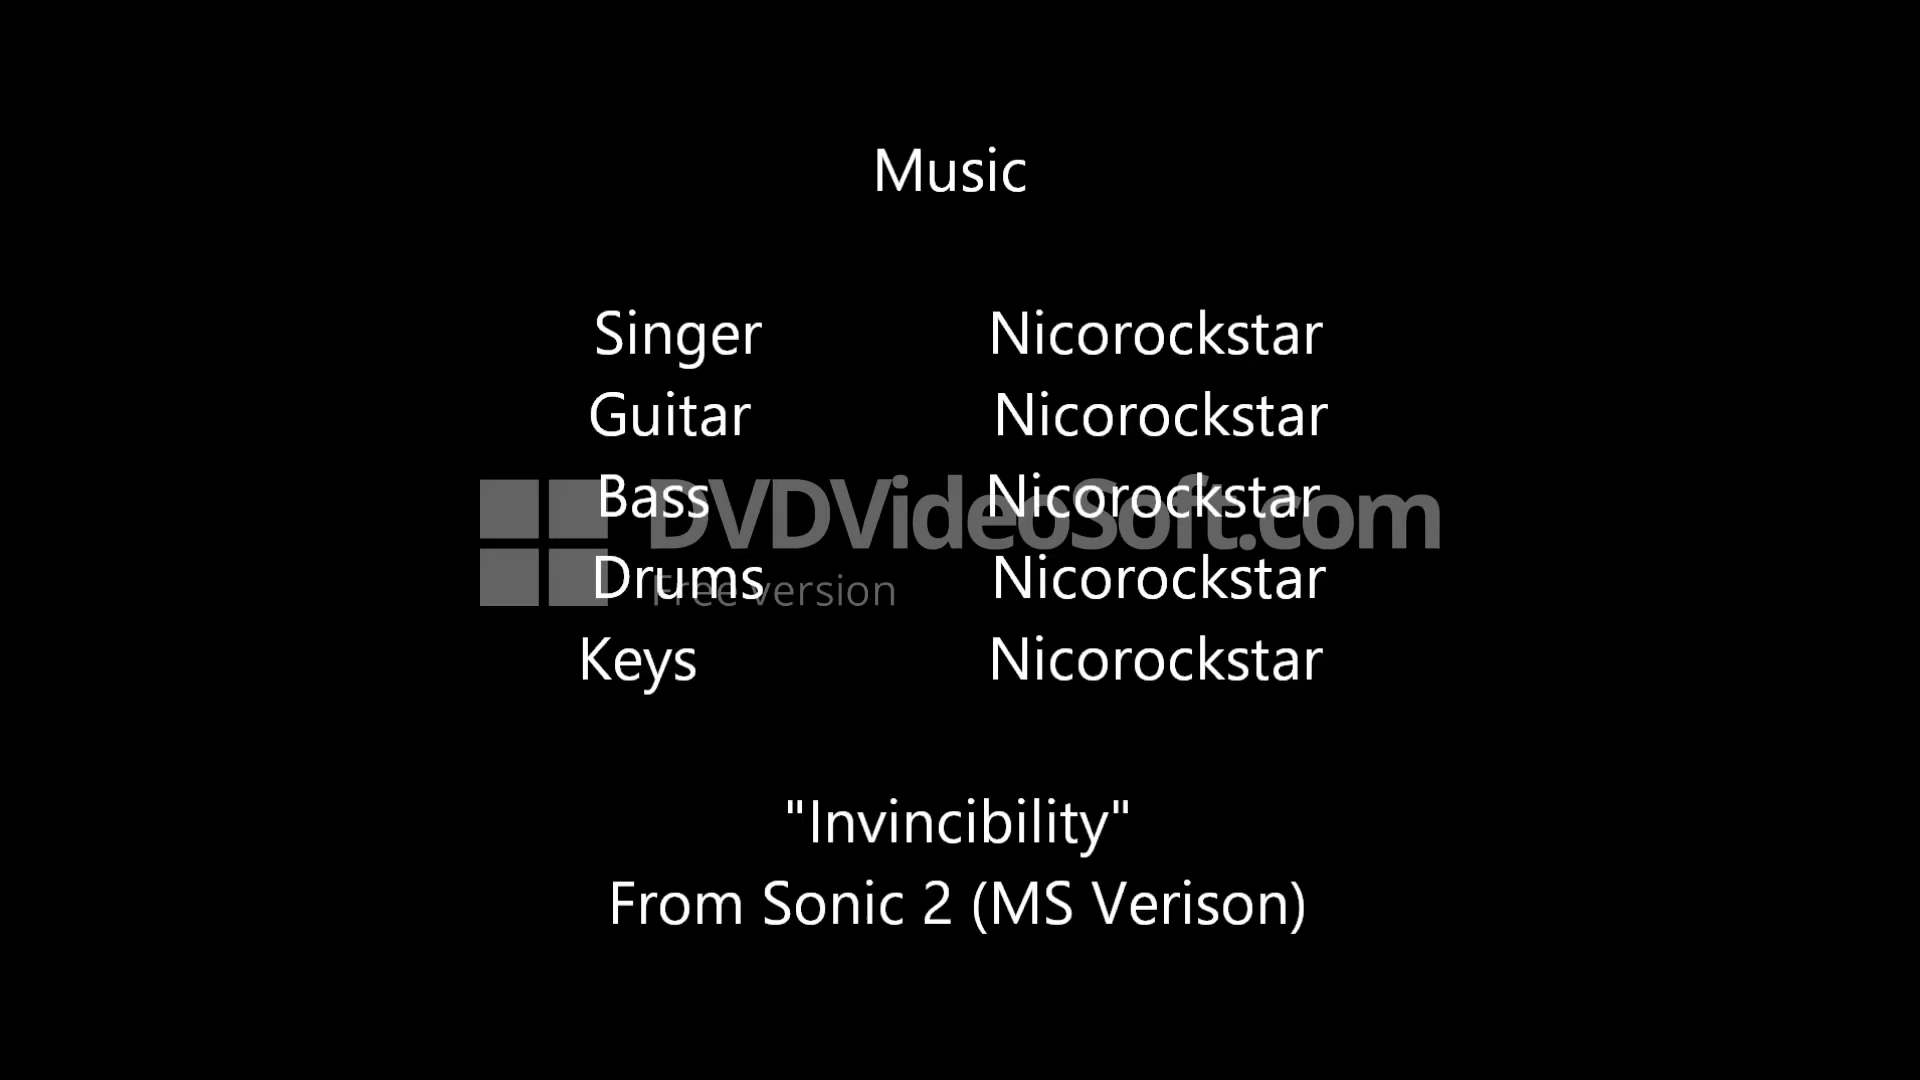 Music
Singer Nicorockstar
Guitar Nicorockstar
Bass Nicorockstar
DVDVideoSoft.com
Drums Nicorockstar
Free version
Keys Nicorockstar
"Invincibility"
From Sonic 2 (MS Verison)